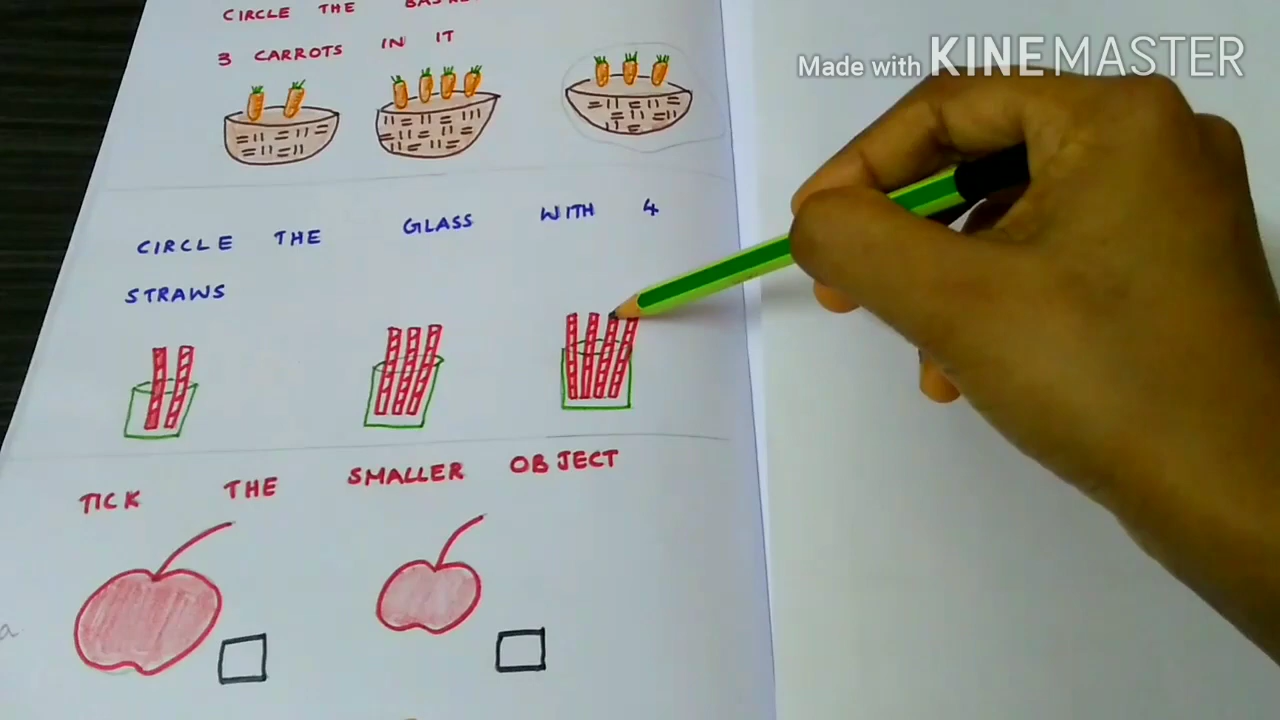 CIRCLE THE
3 CARROTS IN IT
Made with KINEMASTER
CIRCLE THE GLASS WITH 4
STRAWS
TICK THE SMALLER OBJECT